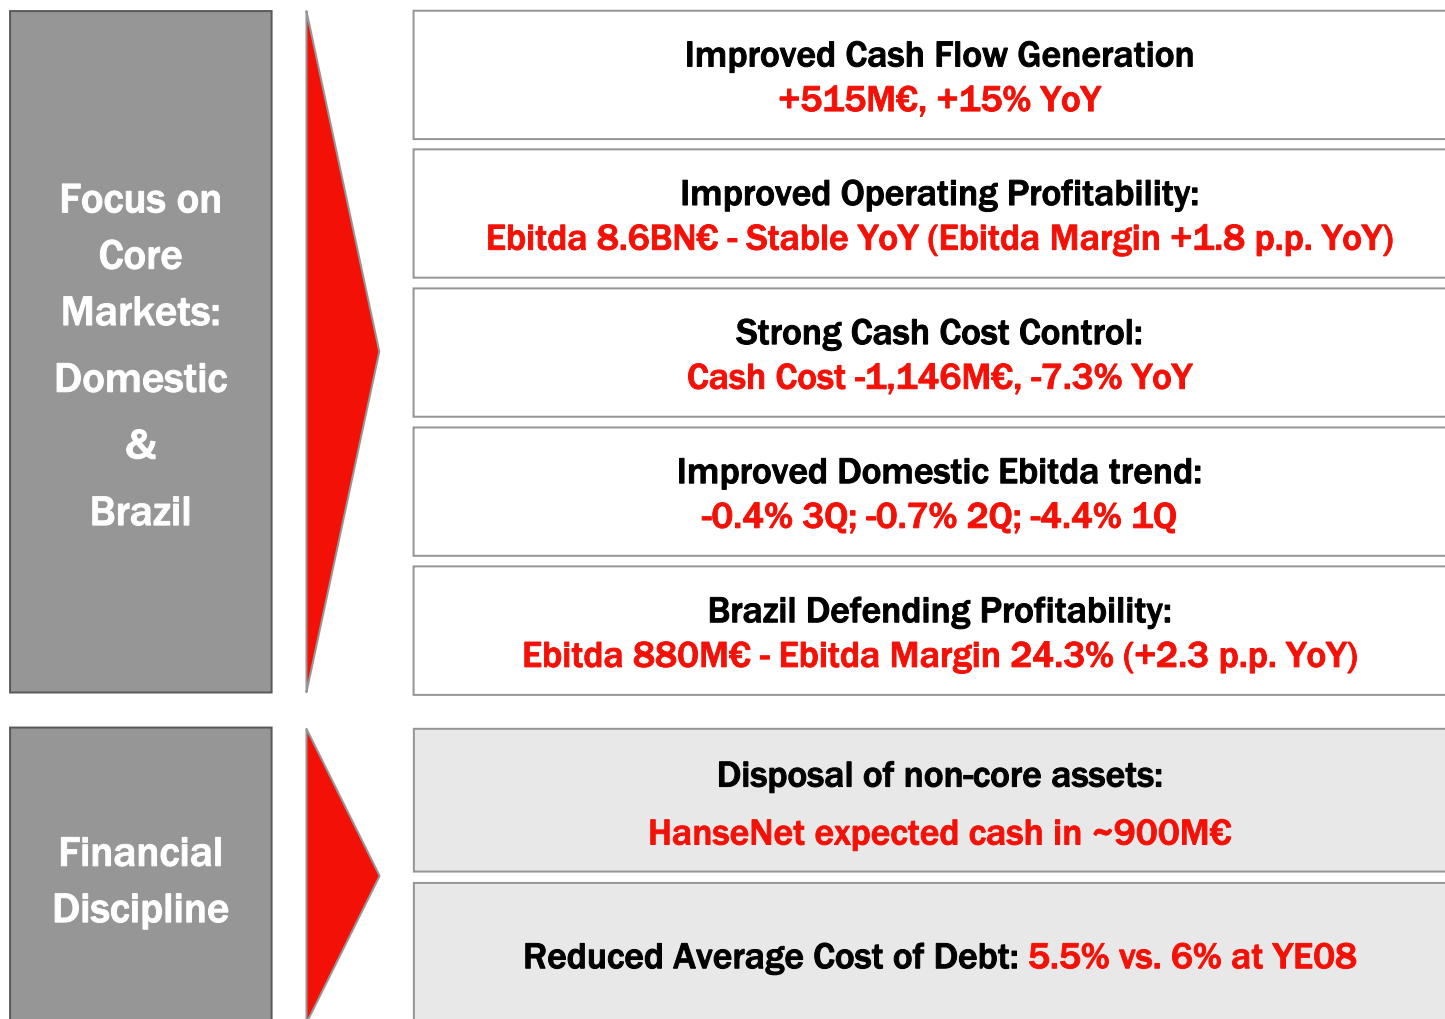 Focus on
Core
Markets:
Domestic
&
Brazil
Improved Cash Flow Generation
+515M€, +15% YoY
Improved Operating Profitability:
Ebitda 8.6BN€ - Stable YoY (Ebitda Margin +1.8 p.p. YoY)
Strong Cash Cost Control:
Cash Cost -1,146M€, -7.3% YoY
Improved Domestic Ebitda trend:
-0.4% 3Q; -0.7% 2Q; -4.4% 1Q
Brazil Defending Profitability:
Ebitda 880M€ - Ebitda Margin 24.3% (+2.3 p.p. YoY)
Financial
Discipline
Disposal of non-core assets:
HanseNet expected cash in ~900M€
Reduced Average Cost of Debt: 5.5% vs. 6% at YE08